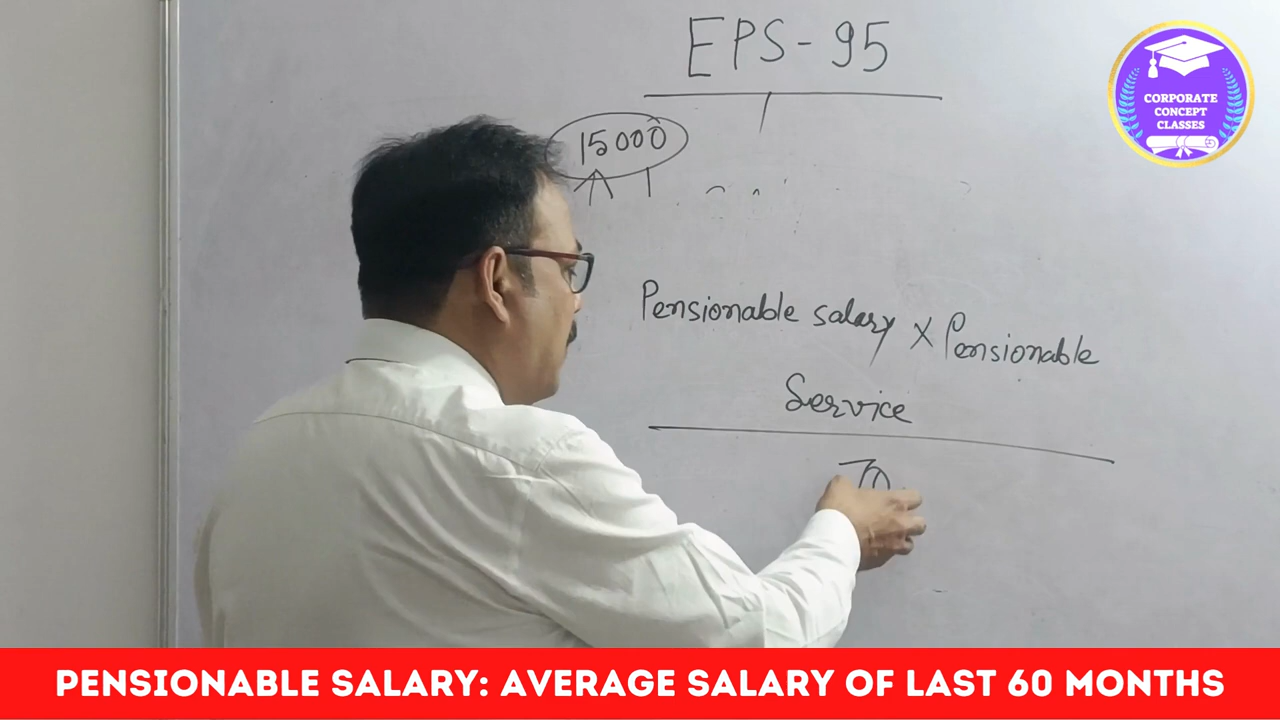 EPS-95
CORPORATE
CONCEPT
CLASSES
15000
Pensionable salary X Pensionable
Service
70
PENSIONABLE SALARY: AVERAGE SALARY OF LAST 60 MONTHS